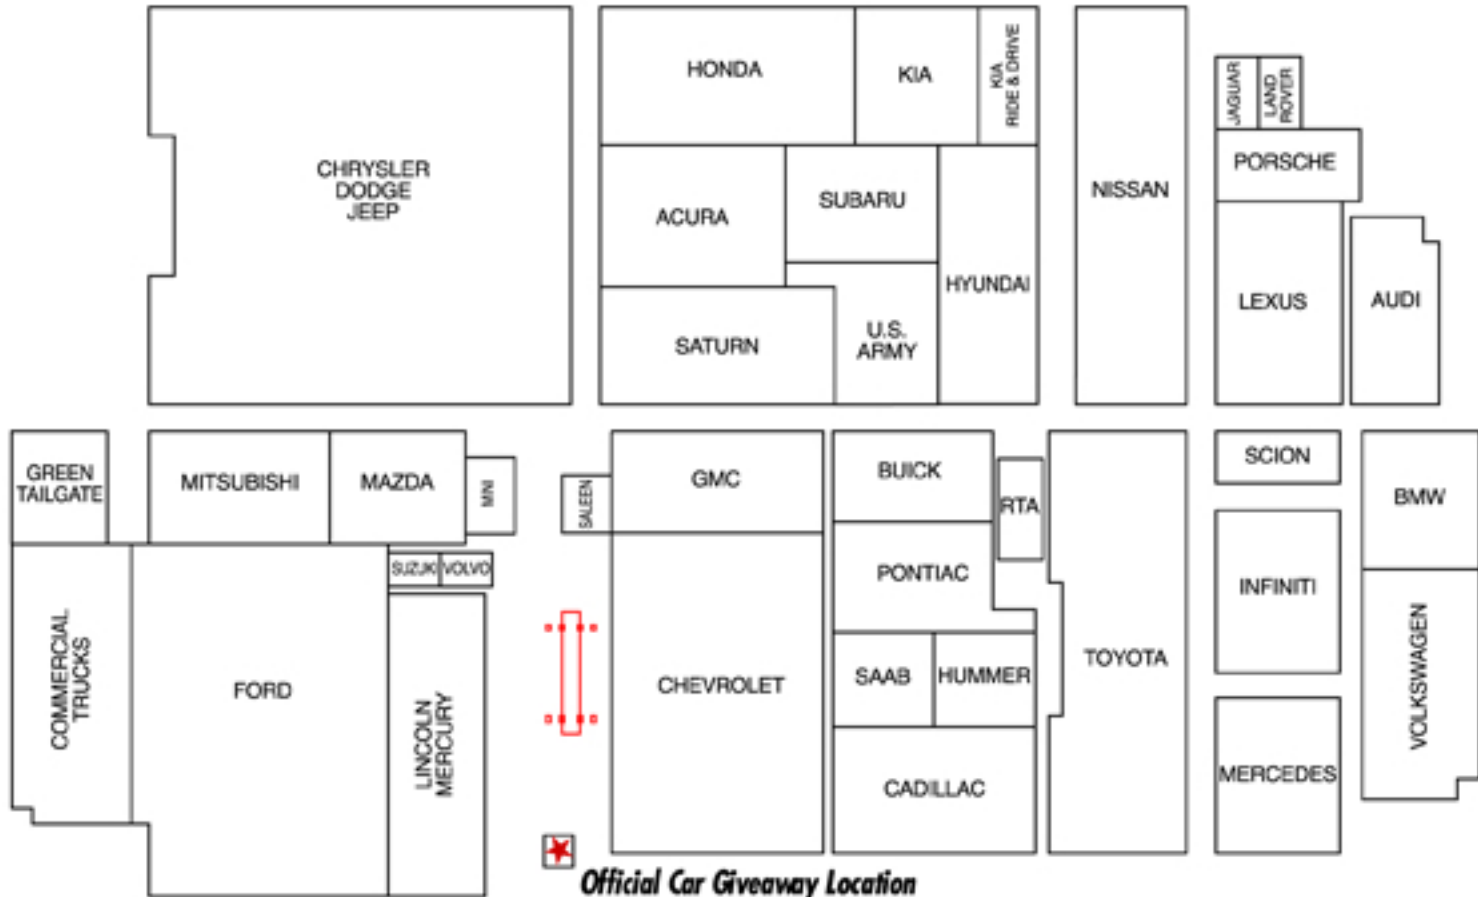 CHRYSLER
DODGE
JEEP
HONDA
KIA
KIA
RIDE & DRIVE
ACURA
SUBARU
HYUNDAI
SATURN
U.S.
ARMY
NISSAN
JAGUAR
LAND
ROVER
PORSCHE
LEXUS
AUDI
GREEN
TAILGATE
MITSUBISHI
MAZDA
MINI
SUZUKI
VOLVO
COMMERCIAL
TRUCKS
FORD
LINCOLN
MERCURY
SALEEN
GMC
CHEVROLET
BUICK
RTA
PONTIAC
SAAB
HUMMER
CADILLAC
TOYOTA
SCION
INFINITI
MERCEDES
BMW
VOLKSWAGEN
Official Car Giveaway Location